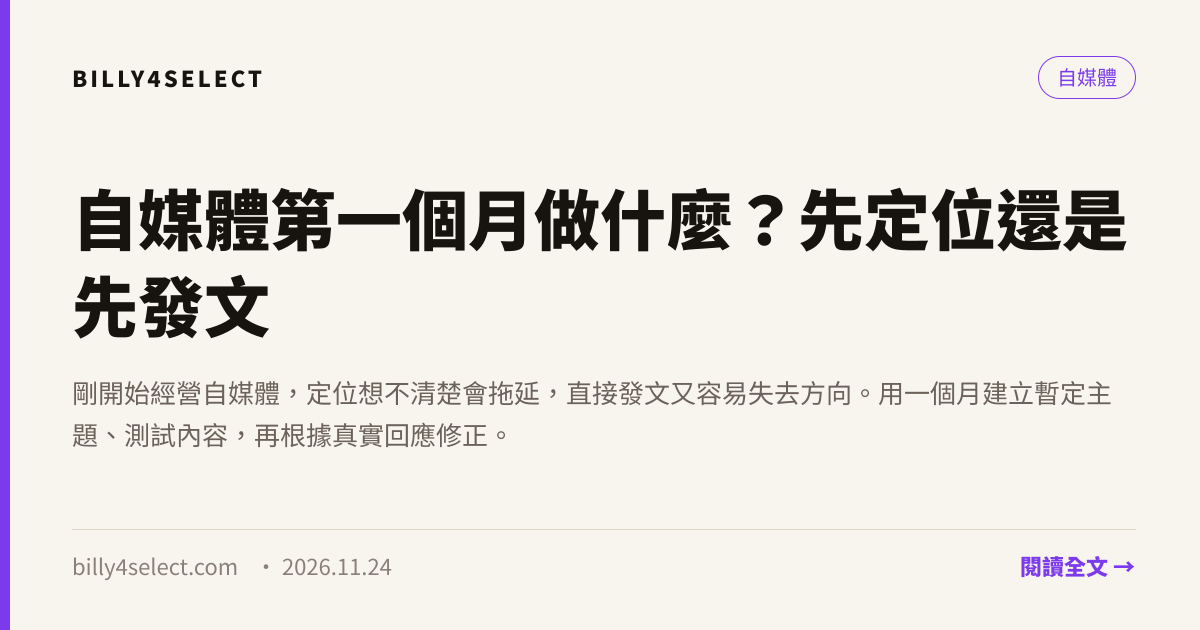 BILLY4SELECT
自媒體
自媒體第一個月做什麼？先定位還是
先發文
剛開始經營自媒體，定位想不清楚會拖延，直接發文又容易失去方向。用一個月建立暫定主
題、測試內容，再根據真實回應修正。
billy4select.com ・ 2026.11.24
閱讀全文 →